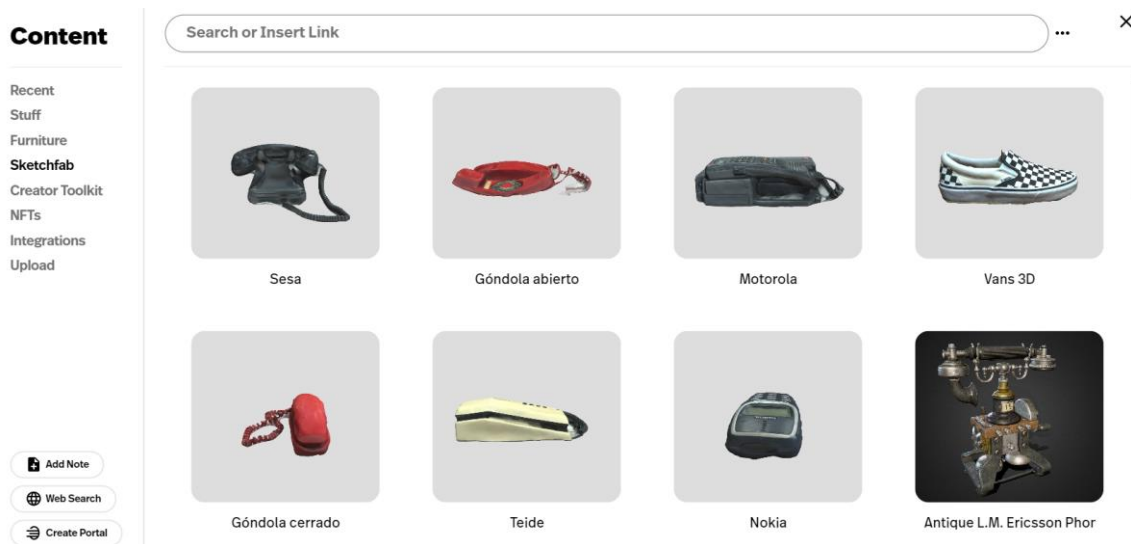 Content
Search or Insert Link
Recent
Stuff
Furniture
Sketchfab
Creator Toolkit
NFTs
Integrations
Upload
Sesa
Góndola abierto
Motorola
Vans 3D
Góndola cerrado
Teide
Nokia
Antique L.M. Ericsson Phor
Add Note
Web Search
Create Portal